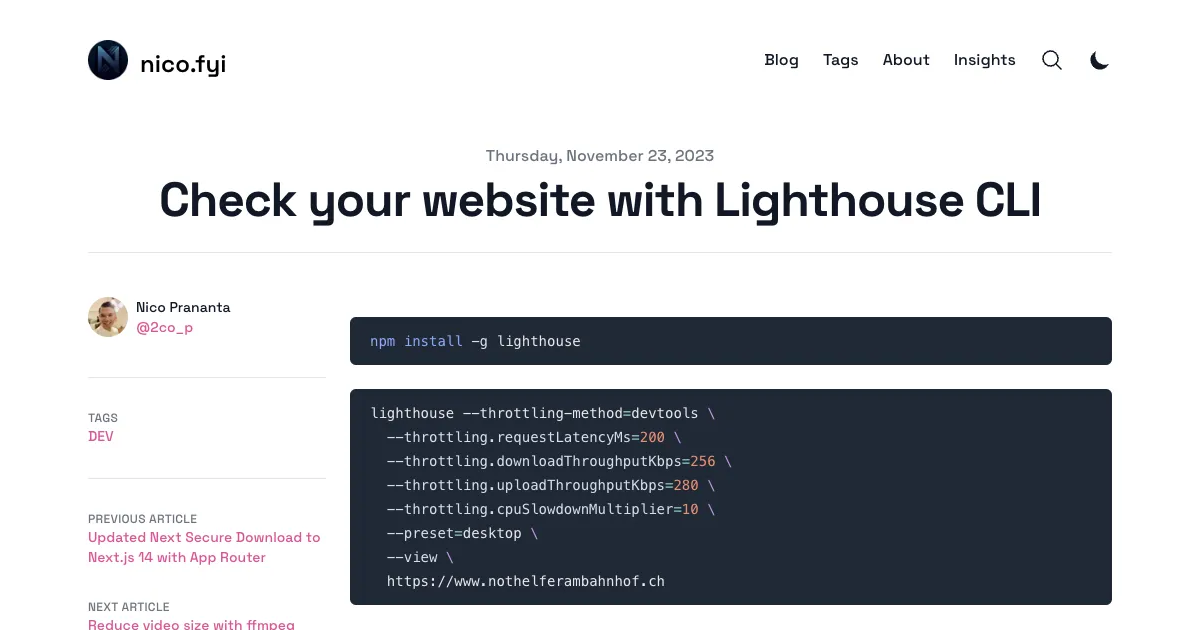 nico.fyi
Blog Tags About Insights
Thursday, November 23, 2023
Check your website with Lighthouse CLI
Nico Prananta
@2co_p
TAGS
DEV
PREVIOUS ARTICLE
Updated Next Secure Download to
Next.js 14 with App Router
NEXT ARTICLE
Reduce video size with ffmpeg
npm install -g lighthouse
lighthouse --throttling-method=devtools \
--throttling.requestLatencyMs=200 \
--throttling.downloadThroughputKbps=256 \
--throttling.uploadThroughputKbps=280 \
--throttling.cpuSlowdownMultiplier=10 \
--preset=desktop \
--view \
https://www.nothelferambahnhof.ch